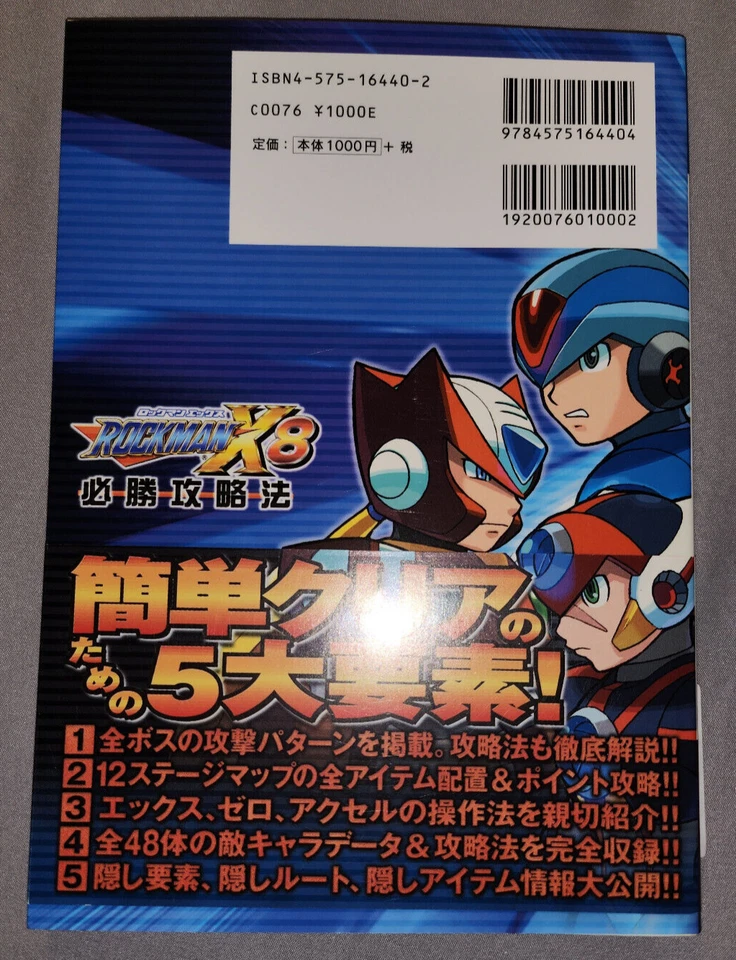 ISBN4-575-16440-2
C0076 ¥1000E
定価:本体1000円+税
9784575164404
1920076010002
ロックマン エックス
ROCKMAN X8
必勝攻略法
簡単クリアの
ための5大要素!
1 全ボスの攻撃パターンを掲載。攻略法も徹底解説!!
2 12ステージマップの全アイテム配置&ポイント攻略!!
3 エックス、ゼロ、アクセルの操作法を親切紹介!!
4 全48体の敵キャラデータ&攻略法を完全収録!!
5 隠し要素、隠しルート、隠しアイテム情報大公開!!